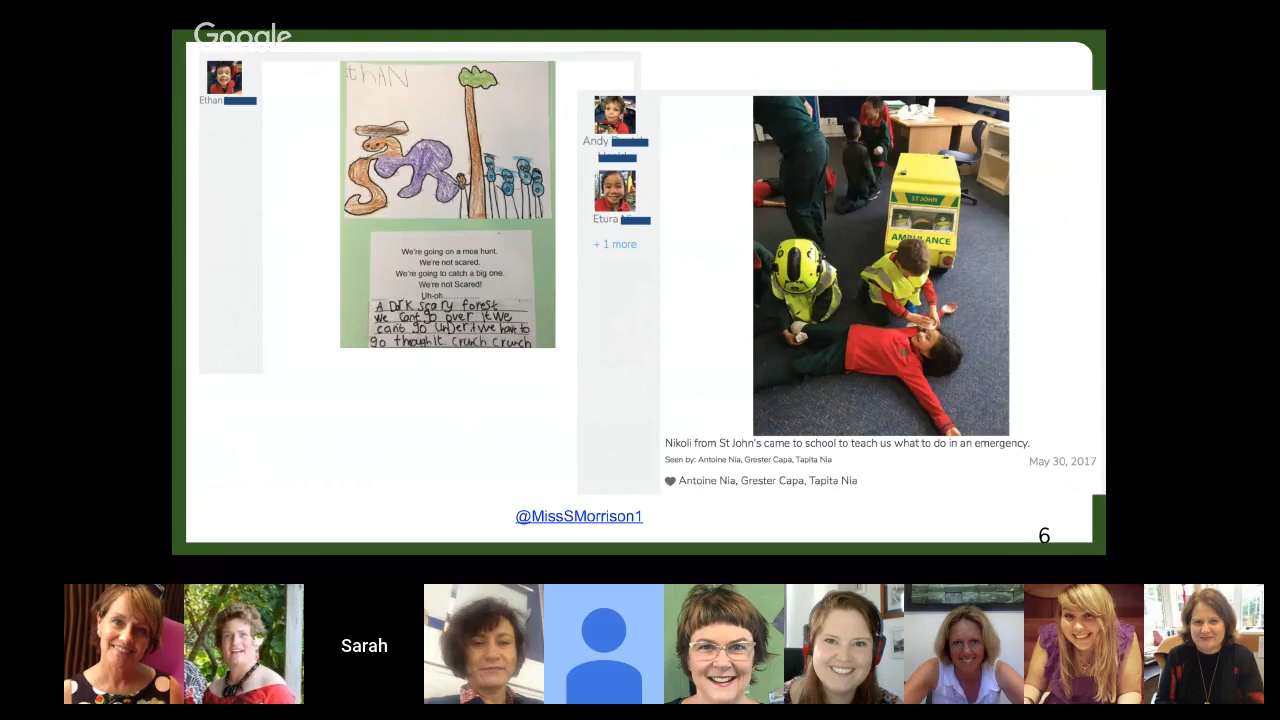 Google
Ethan
EthAN
We're going on a moa hunt.
We're not scared.
We're going to catch a big one.
We're not Scared!
Uh-oh..............
A Dark scary forest
we cant go over it we
cant go under it we have to
go through it. crunch crunch
Andy
Etura
+ 1 more
ST JOHN
AMBULANCE
Nikoli from St John's came to school to teach us what to do in an emergency.
Seen by: Antoine Nia, Grester Capa, Tapita Nia
May 30, 2017
Antoine Nia, Grester Capa, Tapita Nia
@MissSMorrison1
6
Sarah